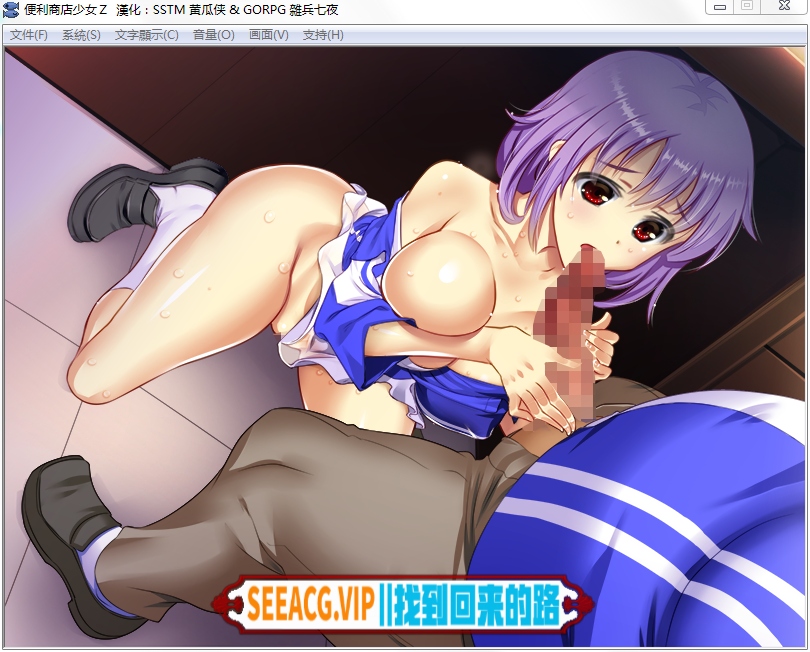 便利商店少女Z 漢化：SSTM 黃瓜侠 & GORPG 雜兵七夜
文件(F) 系統(S) 文字顯示(C) 音量(O) 画面(V) 支持(H)
SEEACG.VIP||找到回来的路